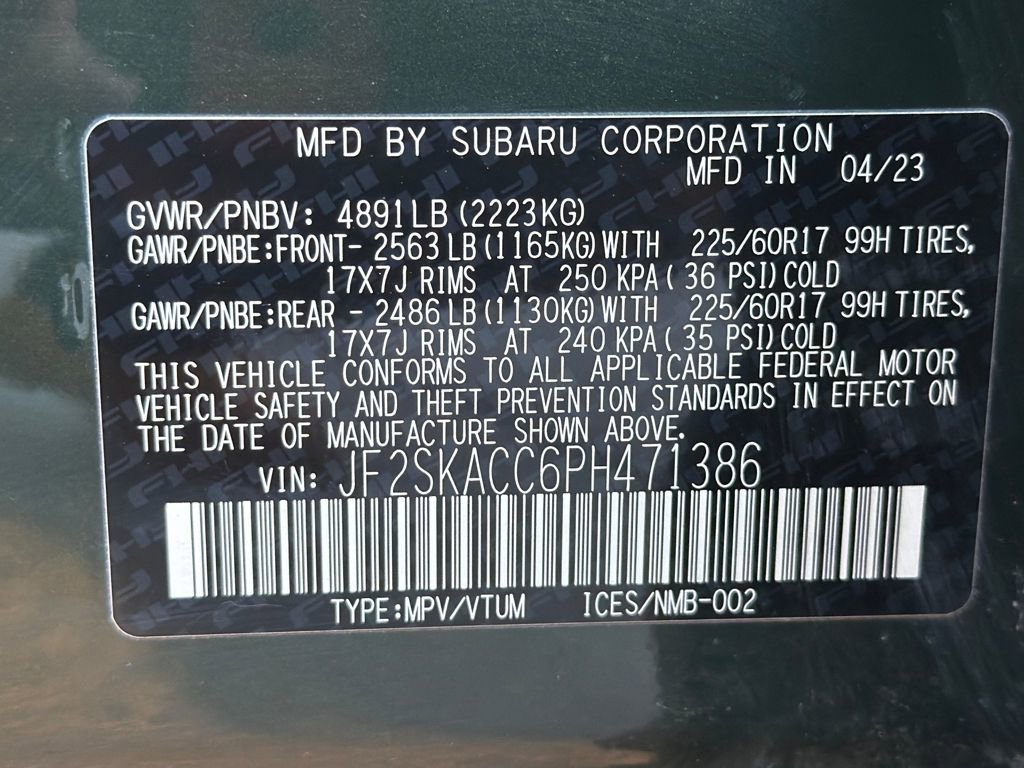 MFD BY SUBARU CORPORATION
MFD IN 04/23
GVWR/PNBV: 4891LB (2223KG)
GAWR/PNBE:FRONT- 2563LB (1165KG) WITH 225/60R17 99H TIRES,
17X7J RIMS AT 250 KPA ( 36 PSI) COLD
GAWR/PNBE:REAR - 2486LB (1130KG) WITH 225/60R17 99H TIRES,
17X7J RIMS AT 240 KPA ( 35 PSI) COLD
THIS VEHICLE CONFORMS TO ALL APPLICABLE FEDERAL MOTOR
VEHICLE SAFETY AND THEFT PREVENTION STANDARDS IN EFFECT ON
THE DATE OF MANUFACTURE SHOWN ABOVE.
VIN: JF2SKACC6PH471386
TYPE:MPV/VTUM ICES/NMB-002